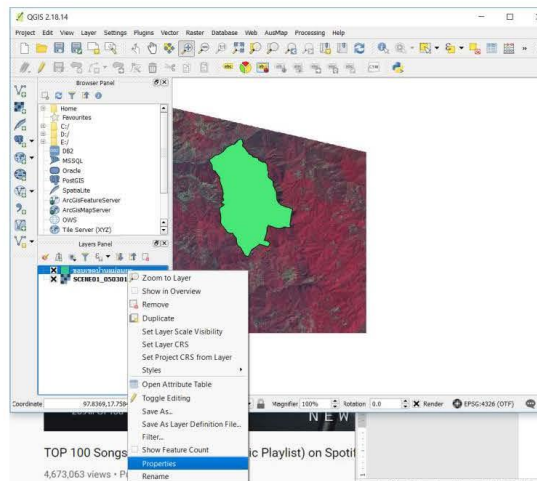 QGIS 2.18.14
Project Edit View Layer Settings Plugins Vector Raster Database Web AusMap Processing Help
Browser Panel
Home
Favourites
C:/
D:/
E:/
DB2
MSSQL
Oracle
PostGIS
SpatiaLite
ArcGisFeatureServer
ArcGisMapServer
OWS
Tile Server (XYZ)
Layers Panel
SCENE01_050301
Zoom to Layer
Show in Overview
Remove
Duplicate
Set Layer Scale Visibility
Set Layer CRS
Set Project CRS from Layer
Styles
Open Attribute Table
Toggle Editing
Save As...
Save As Layer Definition File...
Filter...
Show Feature Count
Properties
Rename
Coordinate 97.8369,17.758 Magnifier 100% Rotation 0.0 Render EPSG:4326 (OTF)
NEW
TOP 100 Songs ic Playlist) on Spotif
4,673,063 views